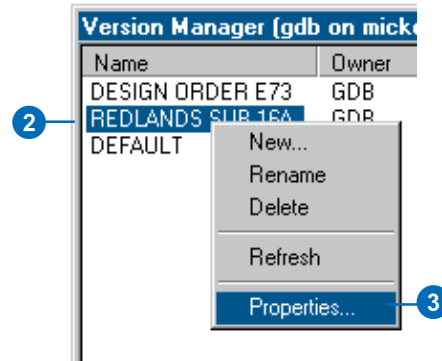 Version Manager (gdb on mick
Name Owner
DESIGN ORDER E73 GDB
2 REDLANDS SUB 16A GDB
DEFAULT
New...
Rename
Delete
Refresh
Properties... 3